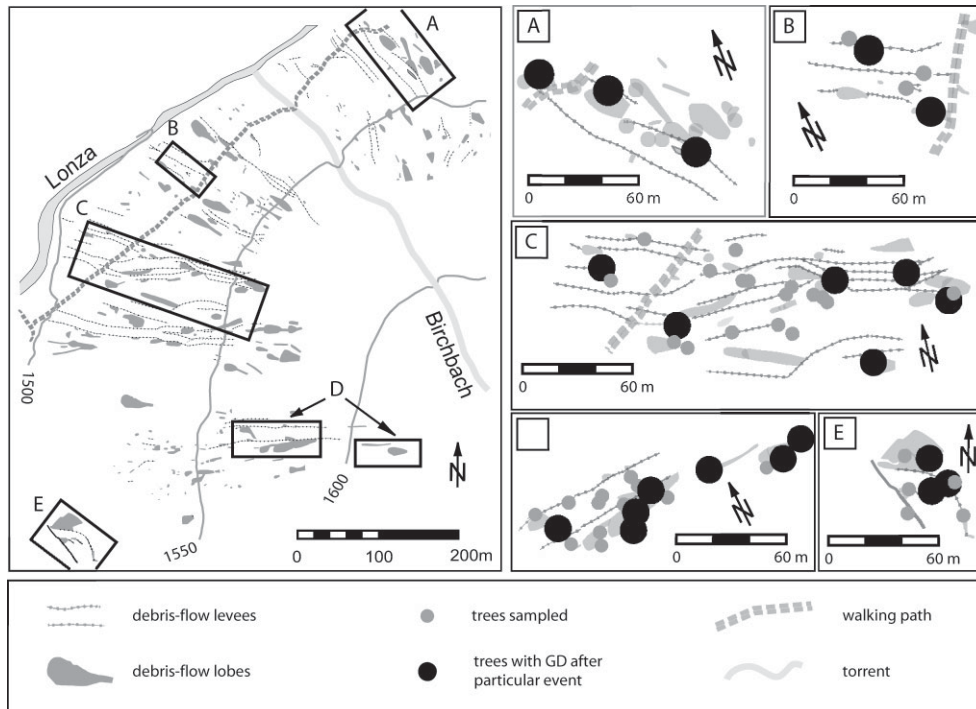 A
B
Lonza
C
Birchbach
1500
D
1600
N
E
1550
0 100 200m
A
N
0 60 m
B
N
0 60 m
C
N
0 60 m
N
0 60 m
E
N
0 60 m
debris-flow levees
trees sampled
walking path
debris-flow lobes
trees with GD after
particular event
torrent